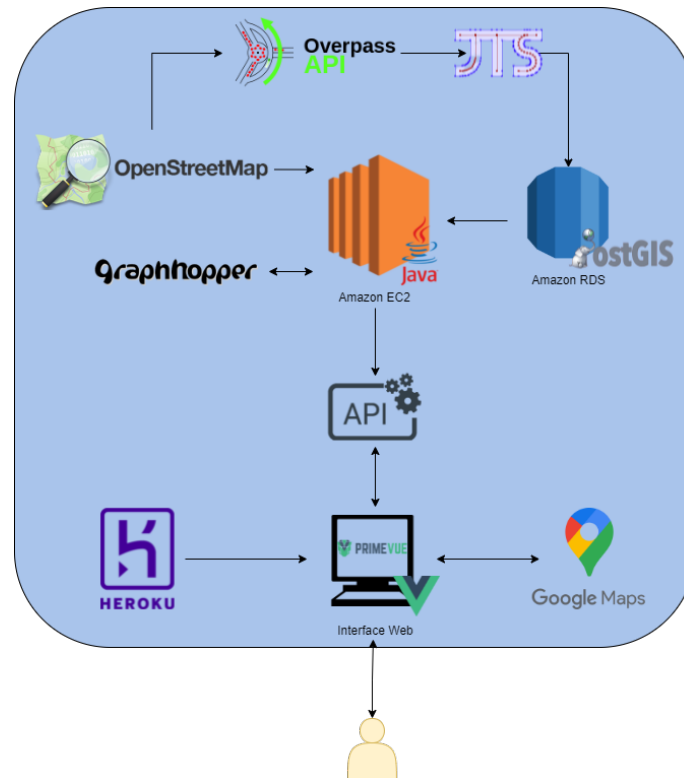 Overpass
API
JTS
OpenStreetMap
Java
PostGIS
Amazon RDS
graphhopper
Amazon EC2
API
PRIMEVUE
HEROKU
Google Maps
Interface Web